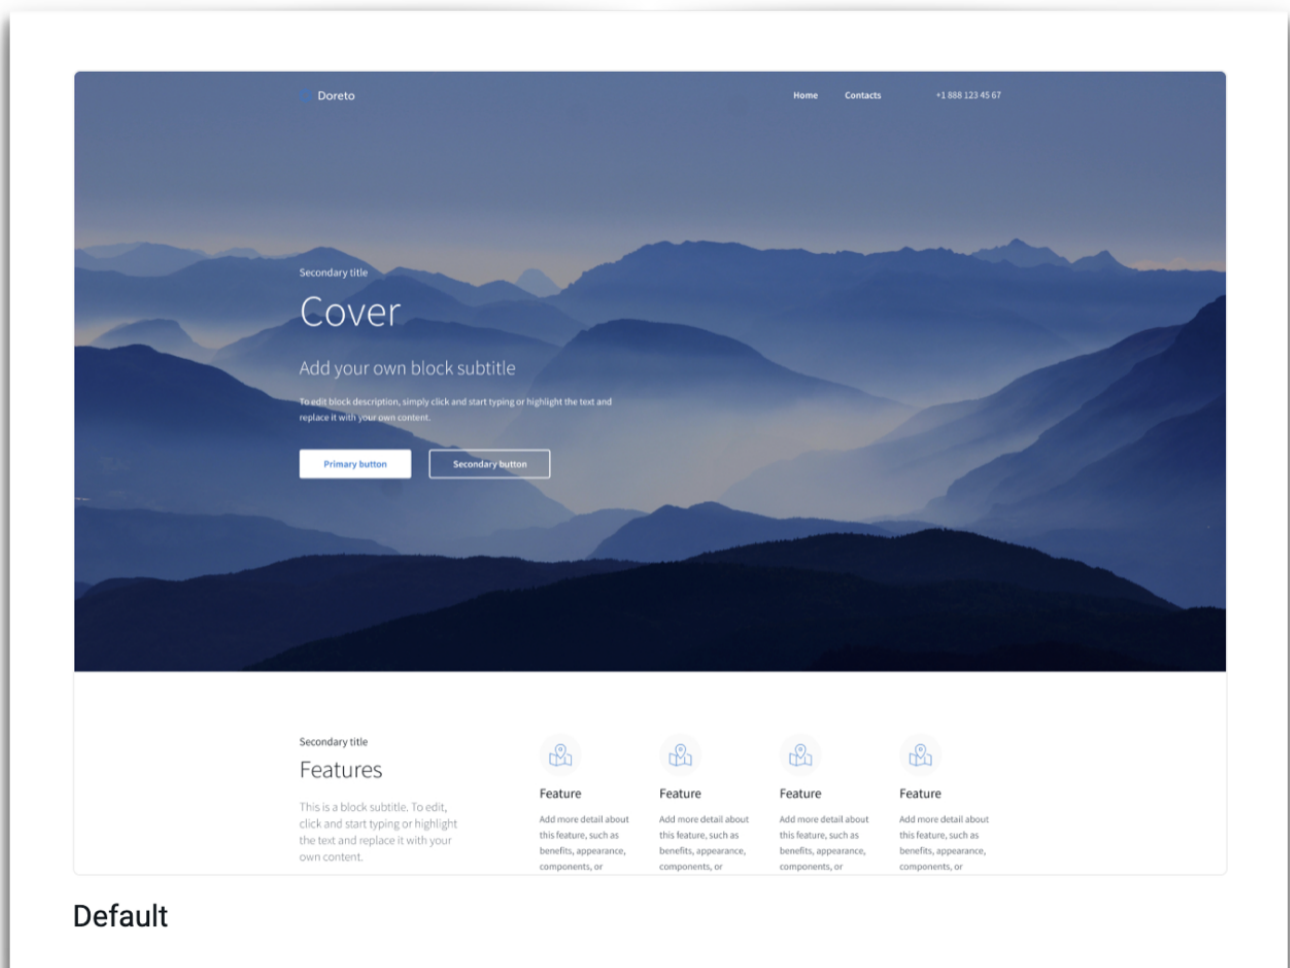 Doreto
Home Contacts +1 888 123 45 67
Secondary title
Cover
Add your own block subtitle
To edit block description, simply click and start typing or highlight the text and
replace it with your own content.
Primary button Secondary button
Secondary title
Features
This is a block subtitle. To edit,
click and start typing or highlight
the text and replace it with your
own content.
Feature
Add more detail about
this feature, such as
benefits, appearance,
components, or
Feature
Add more detail about
this feature, such as
benefits, appearance,
components, or
Feature
Add more detail about
this feature, such as
benefits, appearance,
components, or
Feature
Add more detail about
this feature, such as
benefits, appearance,
components, or
Default